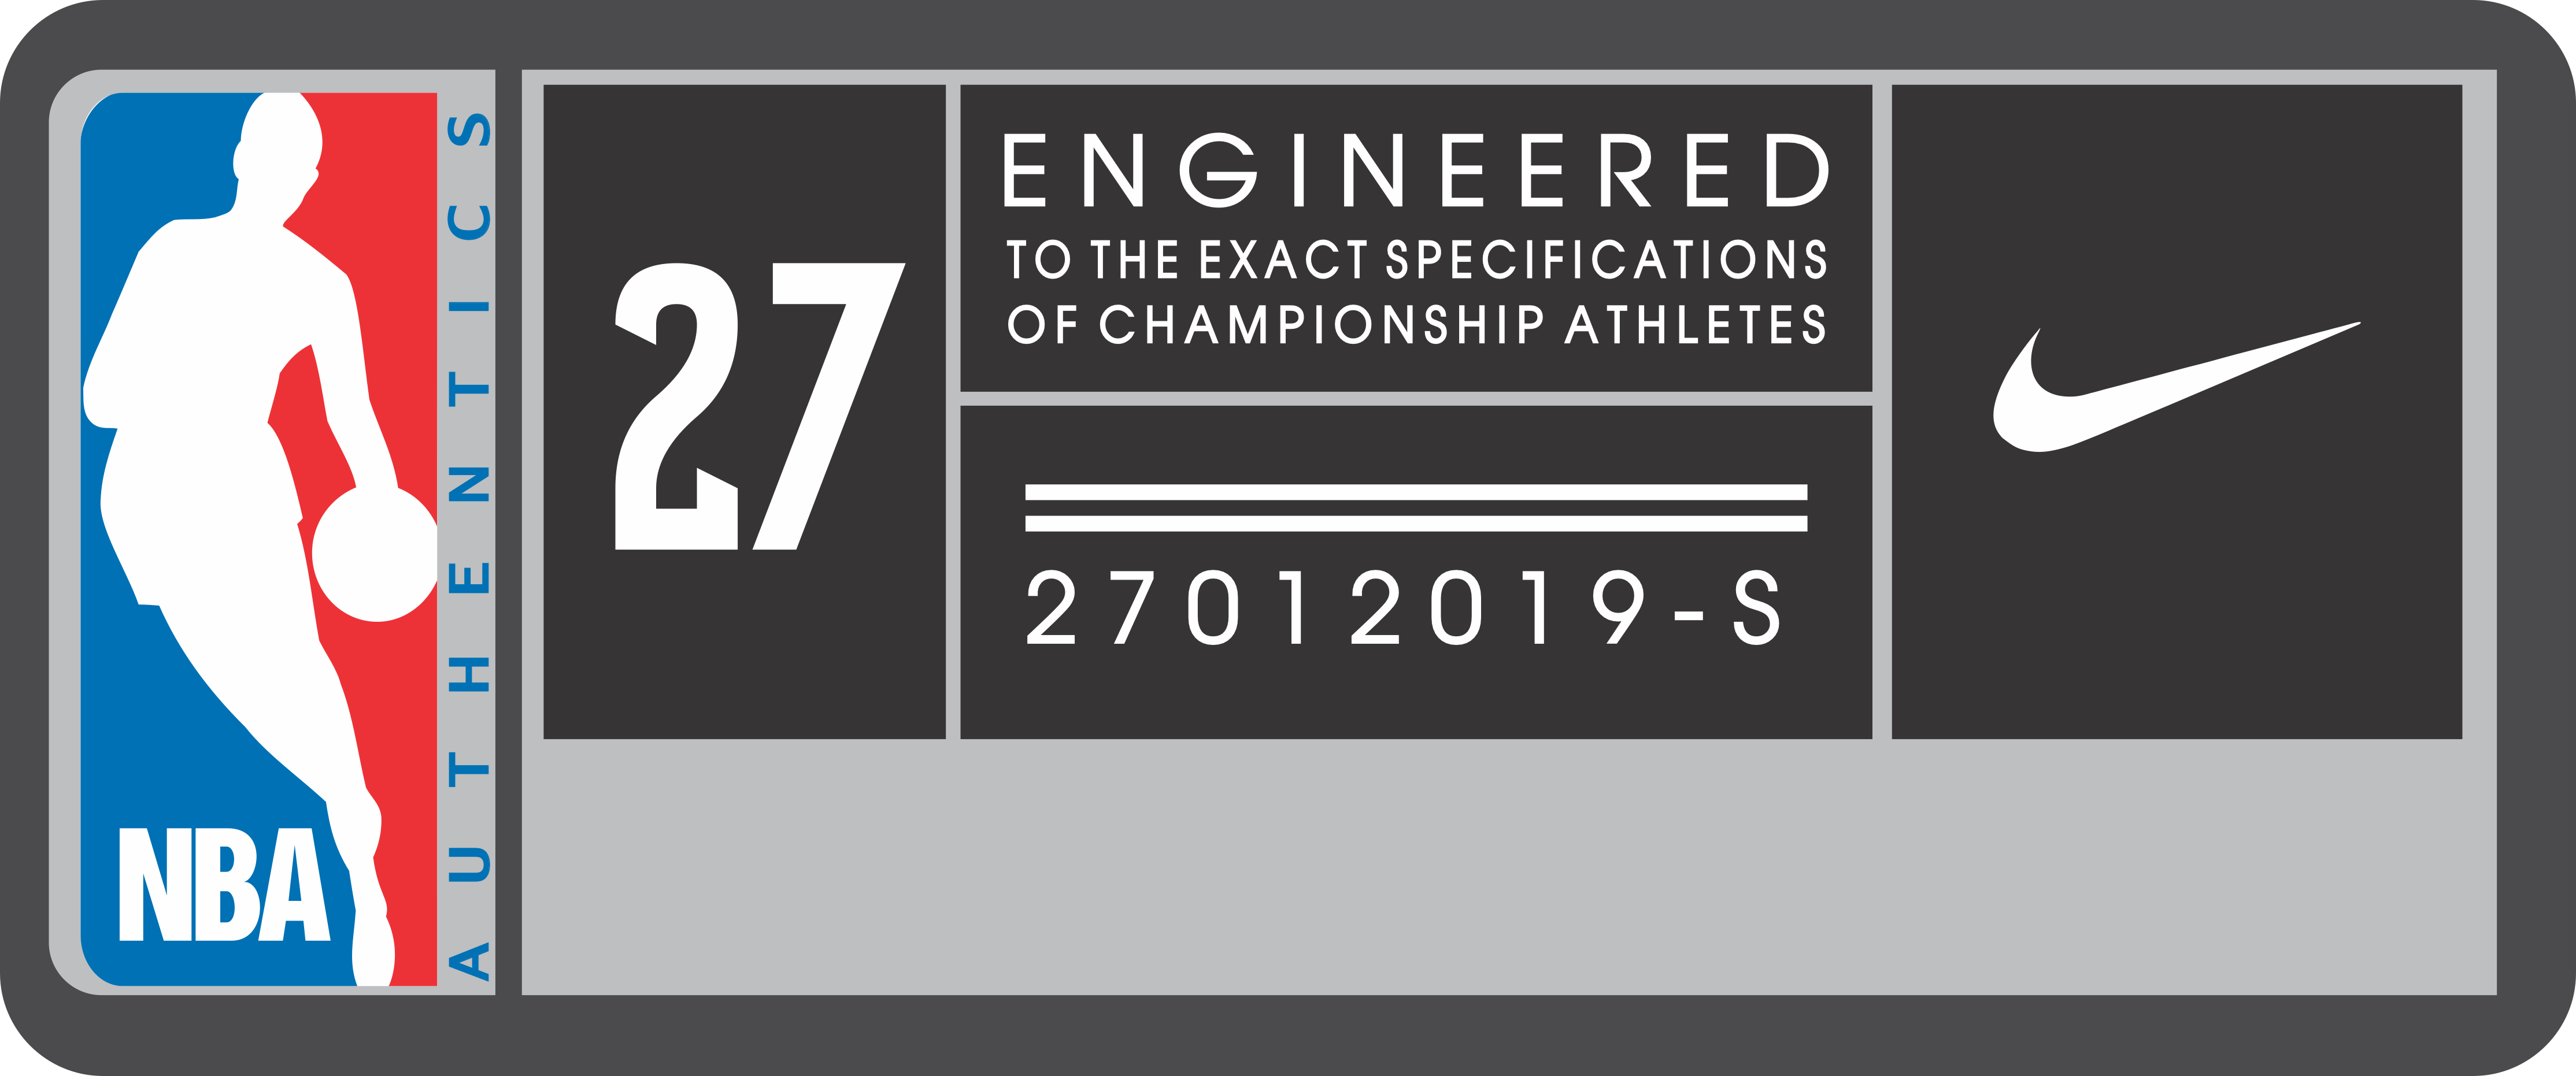 NBA
AUTHENTICS
27
ENGINEERED
TO THE EXACT SPECIFICATIONS
OF CHAMPIONSHIP ATHLETES
27012019-S